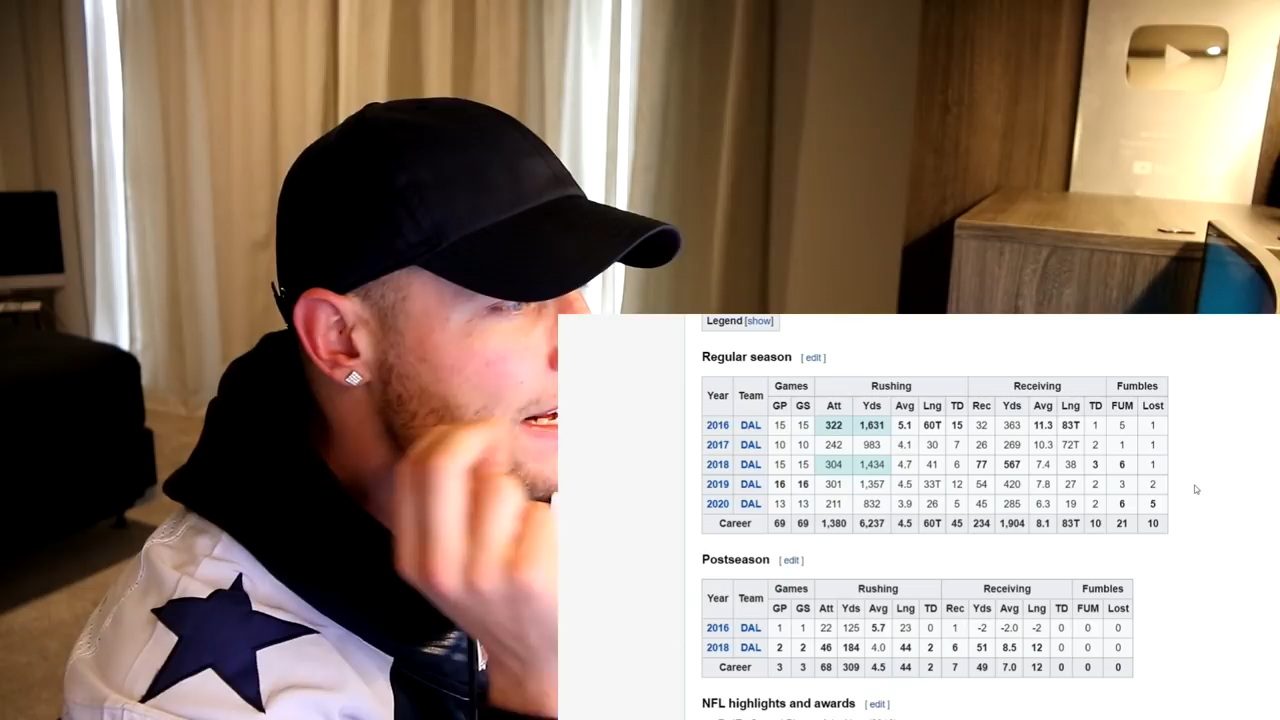 Legend [show]
Regular season [ edit ]
Year Team Games Rushing Receiving Fumbles
GP GS Att Yds Avg Lng TD Rec Yds Avg Lng TD FUM Lost
2016 DAL 15 15 322 1,631 5.1 60T 15 32 363 11.3 83T 1 5 1
2017 DAL 10 10 242 983 4.1 30 7 26 269 10.3 72T 2 1 1
2018 DAL 15 15 304 1,434 4.7 41 6 77 567 7.4 38 3 6 1
2019 DAL 16 16 301 1,357 4.5 33T 12 54 420 7.8 27 2 3 2
2020 DAL 13 13 211 832 3.9 26 5 45 285 6.3 19 2 6 5
Career 69 69 1,380 6,237 4.5 60T 45 234 1,904 8.1 83T 10 21 10
Postseason [ edit ]
Year Team Games Rushing Receiving Fumbles
GP GS Att Yds Avg Lng TD Rec Yds Avg Lng TD FUM Lost
2016 DAL 1 1 22 125 5.7 23 0 1 -2 -2.0 -2 0 0 0
2018 DAL 2 2 46 184 4.0 44 2 6 51 8.5 12 0 0 0
Career 3 3 68 309 4.5 44 2 7 49 7.0 12 0 0 0
NFL highlights and awards [ edit ]